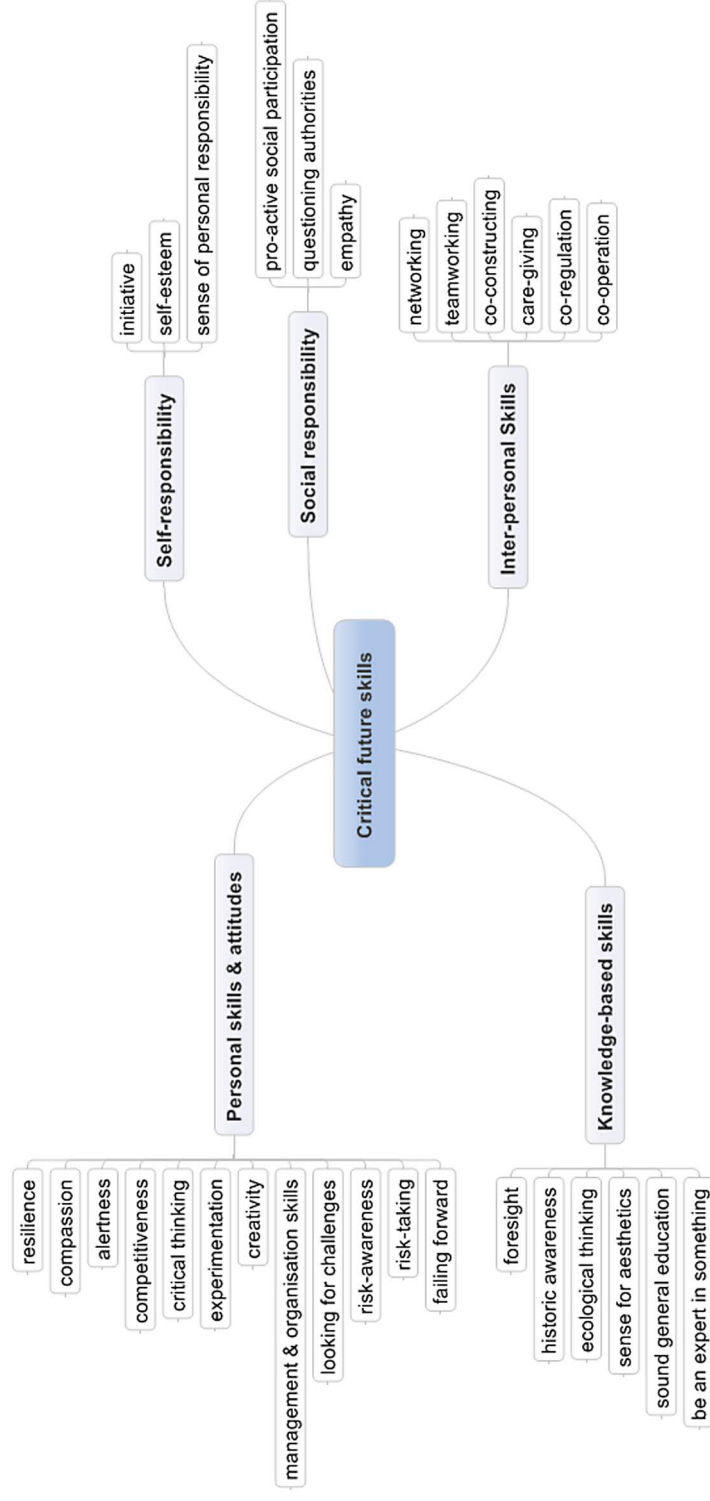 Critical future skills
Personal skills & attitudes
resilience
compassion
alertness
competitiveness
critical thinking
experimentation
creativity
management & organisation skills
looking for challenges
risk-awareness
risk-taking
failing forward
Knowledge-based skills
foresight
historic awareness
ecological thinking
sense for aesthetics
sound general education
be an expert in something
Self-responsibility
initiative
self-esteem
sense of personal responsibility
Social responsibility
pro-active social participation
questioning authorities
empathy
Inter-personal Skills
networking
teamworking
co-constructing
care-giving
co-regulation
co-operation